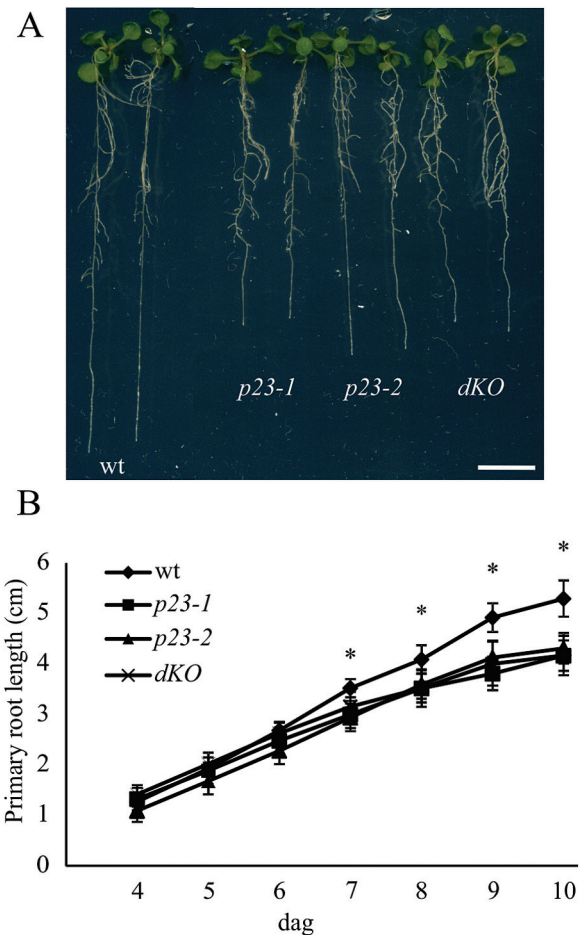 A
p23-1 p23-2 dKO
wt
B
Primary root length (cm)
6
5
4
3
2
1
0
wt
p23-1
p23-2
dKO
* * * *
4 5 6 7 8 9 10
dag